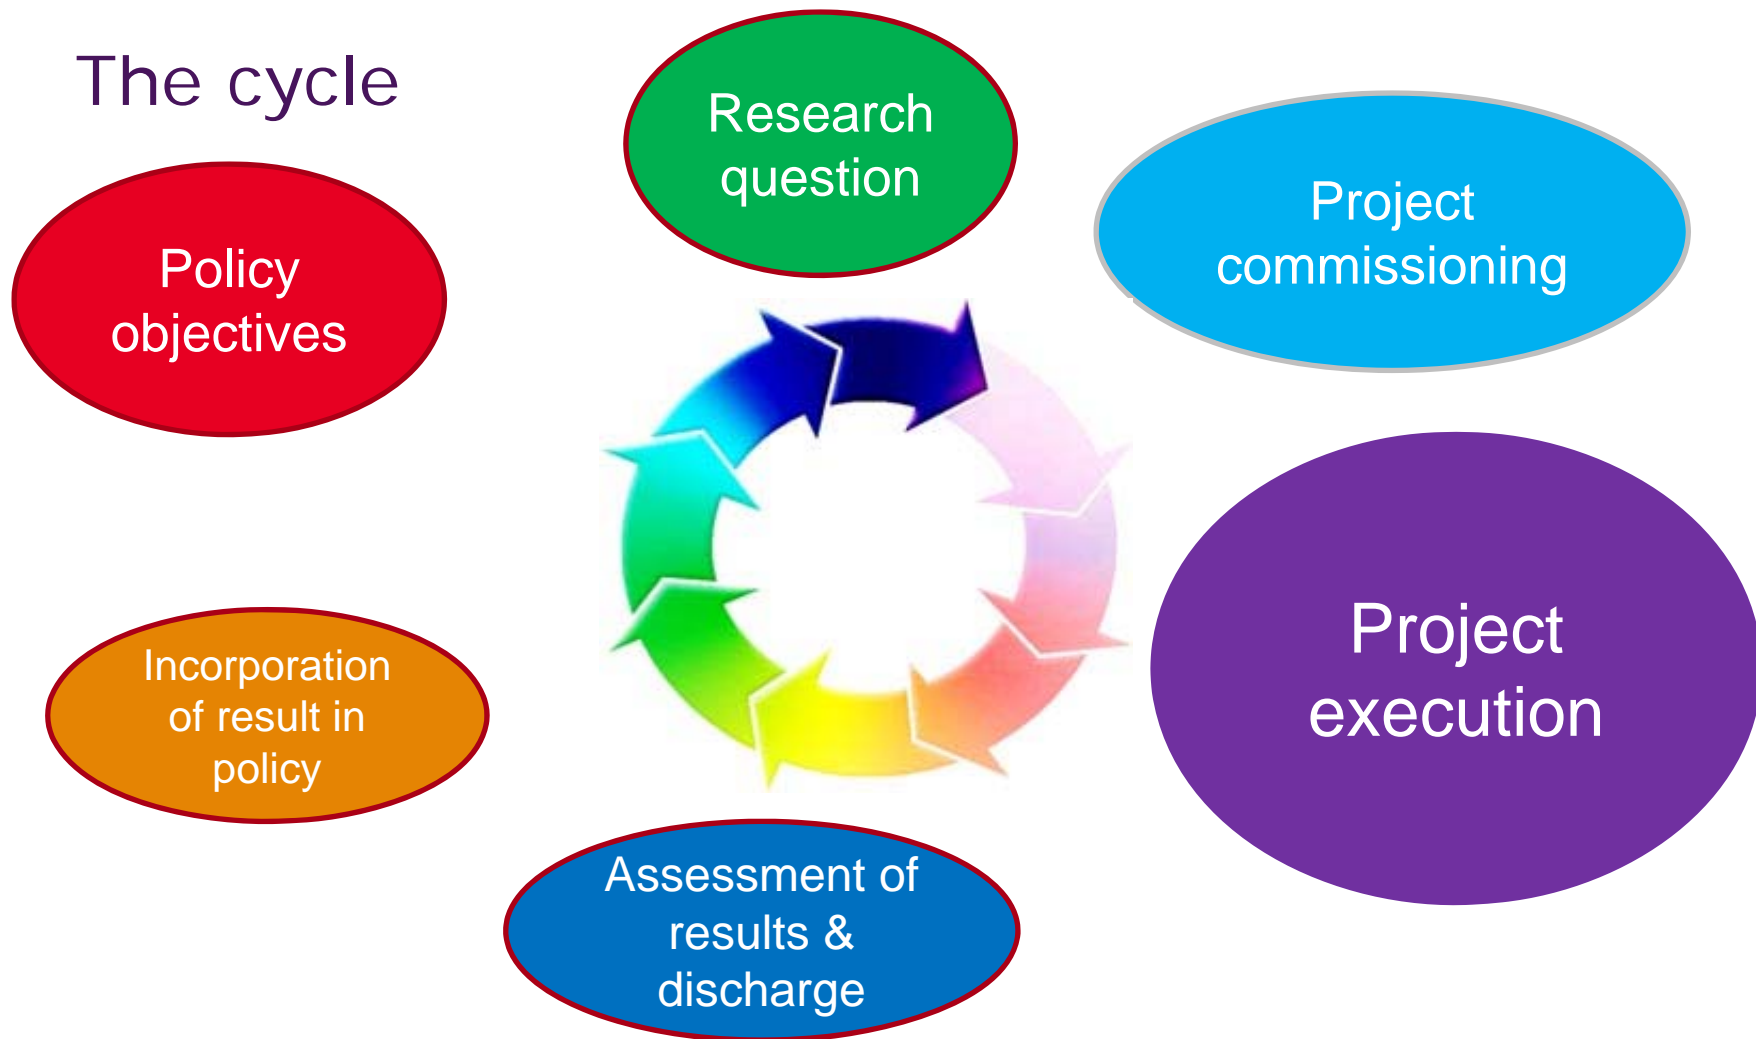 The cycle
Research
question
Project
commissioning
Policy
objectives
Project
execution
Incorporation
of result in
policy
Assessment of
results &
discharge